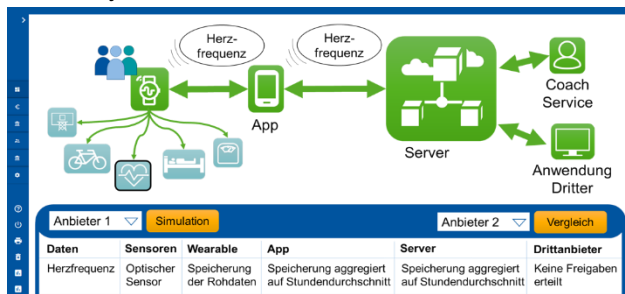 Herz-
frequenz
Herz-
frequenz
App
Server
Coach
Service
Anwendung
Dritter
Anbieter 1
Simulation
Anbieter 2
Vergleich
Daten Sensoren Wearable App Server Drittanbieter
Herzfrequenz Optischer Speicherung Speicherung aggregiert Speicherung aggregiert Keine Freigaben
Sensor der Rohdaten auf Stundendurchschnitt auf Stundendurchschnitt erteilt